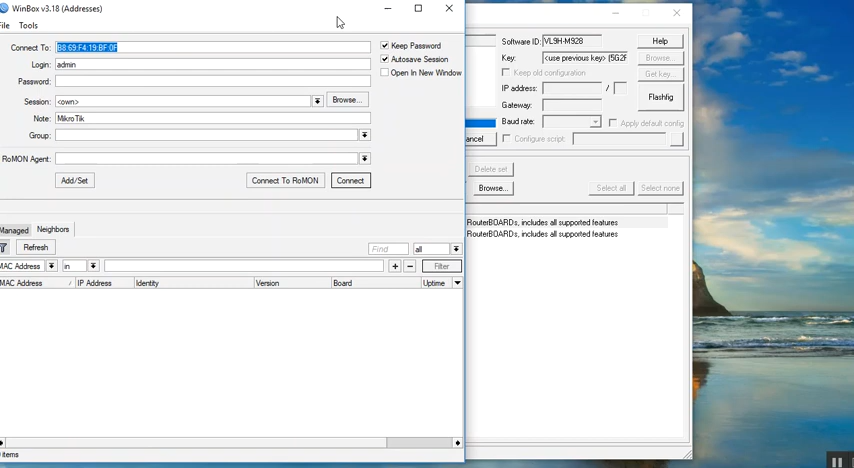 WinBox v3.18 (Addresses)
File Tools
Connect To: B8:69:F4:19:BF:0F
Login: admin
Password:
Session: <own> Browse...
Note: MikroTik
Group:
RoMON Agent:
Keep Password
Autosave Session
Open In New Window
Add/Set Connect To RoMON Connect
Managed Neighbors
Refresh Find all
MAC Address in + − Filter
MAC Address / IP Address Identity Version Board Uptime
items
Software ID: VL9H-M928 Help
Key: <use previous key> (5G2F Browse...
Keep old configuration Get key...
IP address: / Flashfig
Gateway:
Baud rate: Apply default config
ancel Configure script:
Delete set
Browse... Select all Select none
RouterBOARDs, includes all supported features
RouterBOARDs, includes all supported features